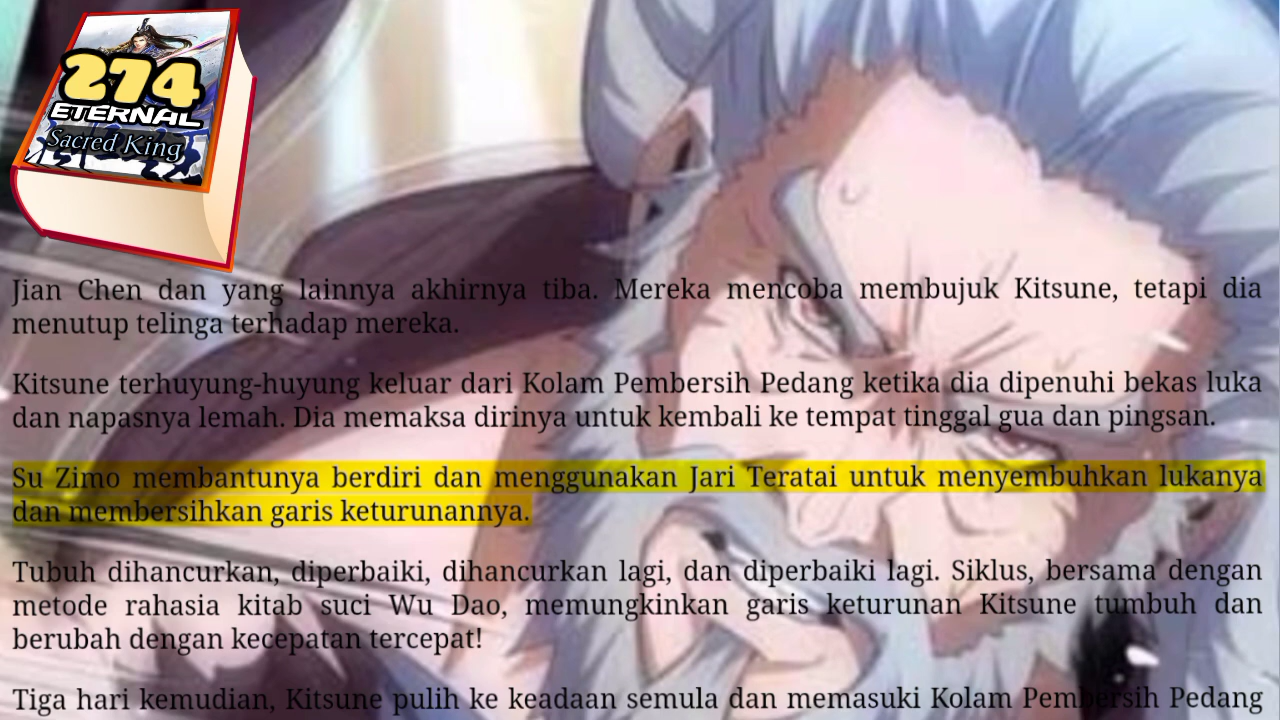 274
ETERNAL
Sacred King
Jian Chen dan yang lainnya akhirnya tiba. Mereka mencoba membujuk Kitsune, tetapi dia
menutup telinga terhadap mereka.
Kitsune terhuyung-huyung keluar dari Kolam Pembersih Pedang ketika dia dipenuhi bekas luka
dan napasnya lemah. Dia memaksa dirinya untuk kembali ke tempat tinggal gua dan pingsan.
Su Zimo membantunya berdiri dan menggunakan Jari Teratai untuk menyembuhkan lukanya
dan membersihkan garis keturunannya.
Tubuh dihancurkan, diperbaiki, dihancurkan lagi, dan diperbaiki lagi. Siklus, bersama dengan
metode rahasia kitab suci Wu Dao, memungkinkan garis keturunan Kitsune tumbuh dan
berubah dengan kecepatan tercepat!
Tiga hari kemudian, Kitsune pulih ke keadaan semula dan memasuki Kolam Pembersih Pedang